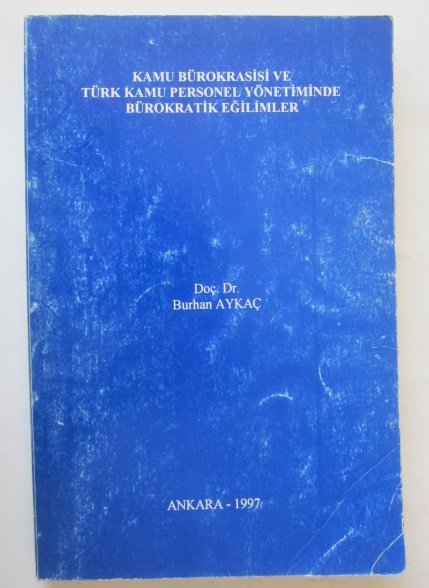 KAMU BÜROKRASİSİ VE
TÜRK KAMU PERSONEL YÖNETİMİNDE
BÜROKRATİK EĞİLİMLER
Doç. Dr.
Burhan AYKAÇ
ANKARA - 1997